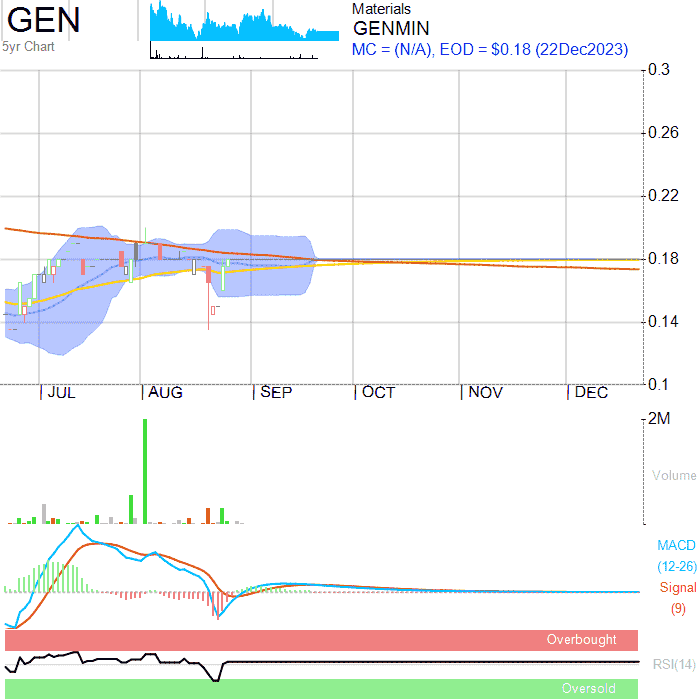 GEN
5yr Chart
Materials
GENMIN
MC = (N/A), EOD = $0.18 (22Dec2023)
0.3
0.26
0.22
0.18
0.14
0.1
JUL
AUG
SEP
OCT
NOV
DEC
2M
Volume
MACD
(12-26)
Signal
(9)
Overbought
RSI(14)
Oversold